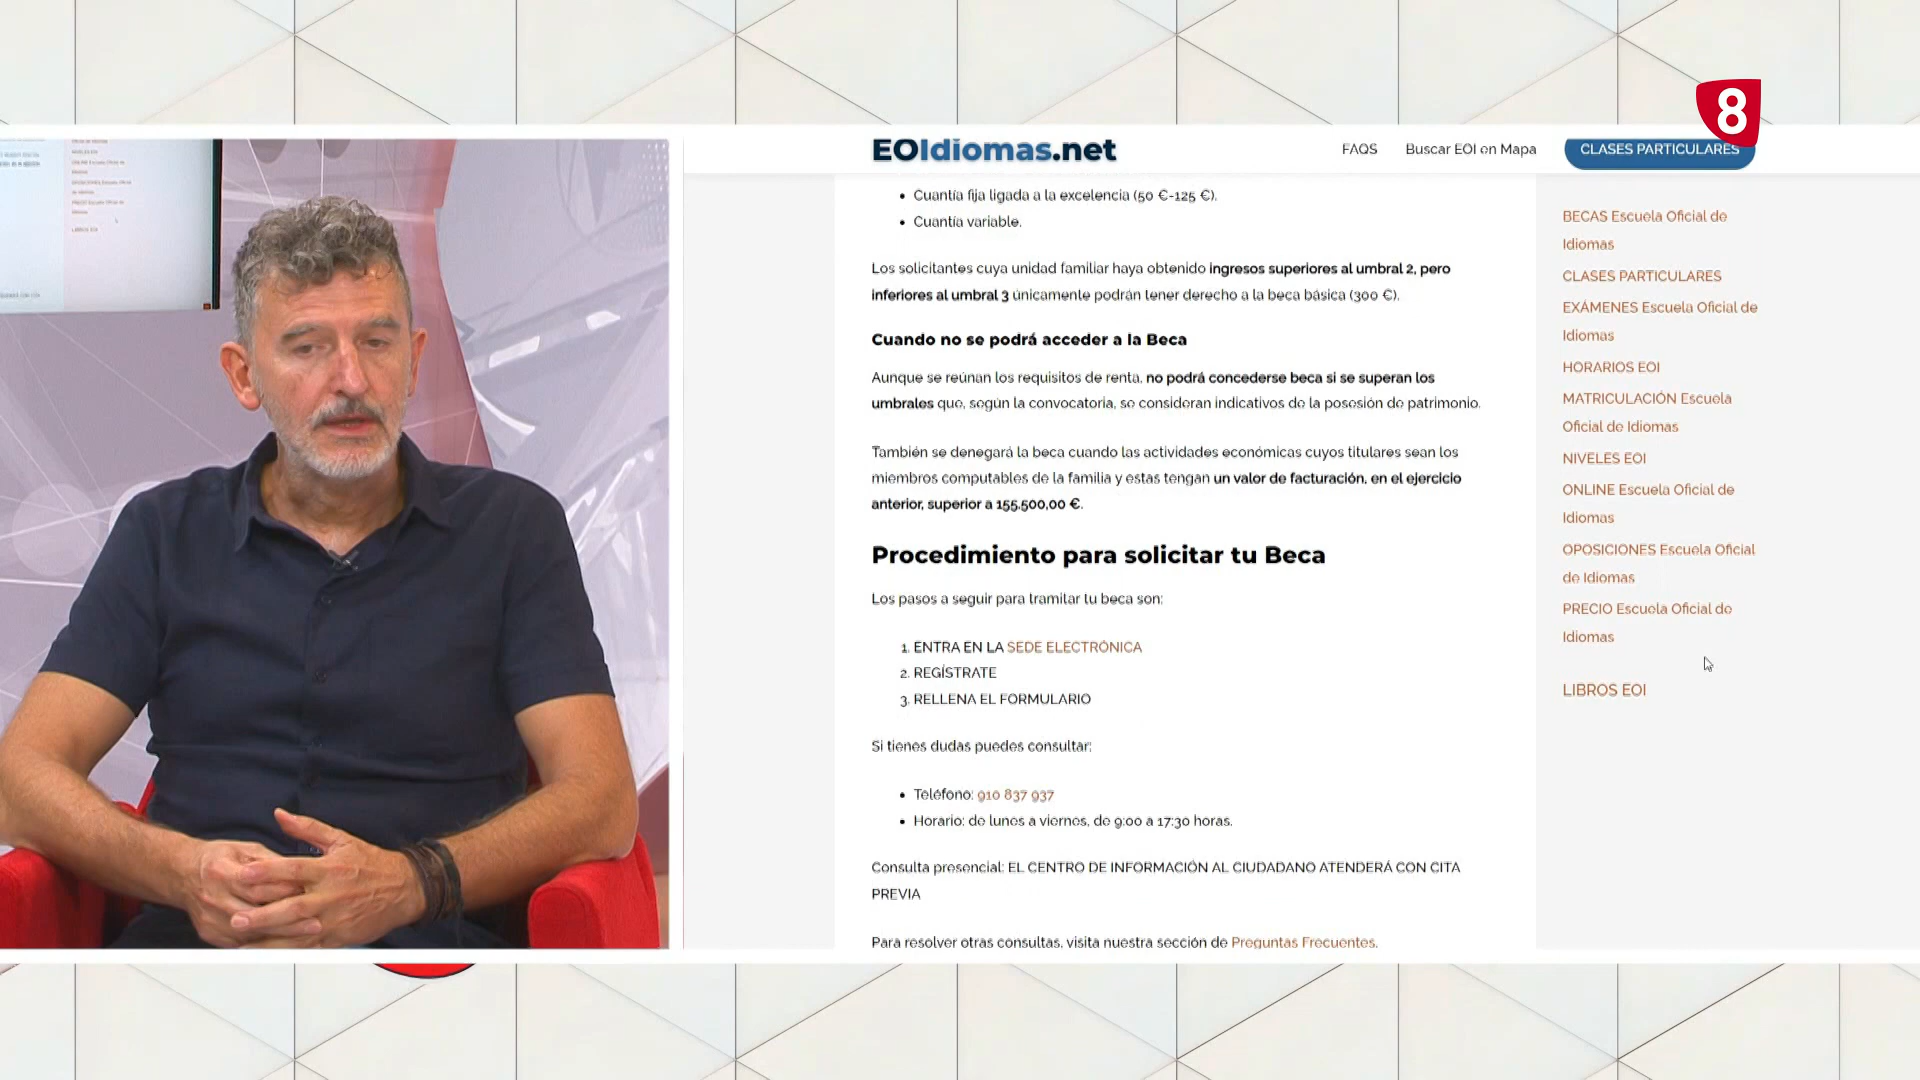 8
EOIdiomas.net
FAQS
Buscar EOI en Mapa
CLASES PARTICULARES
• Cuantía fija ligada a la excelencia (50 €-125 €).
• Cuantía variable.
Los solicitantes cuya unidad familiar haya obtenido ingresos superiores al umbral 2, pero
inferiores al umbral 3 únicamente podrán tener derecho a la beca básica (300 €).
Cuando no se podrá acceder a la Beca
Aunque se reúnan los requisitos de renta, no podrá concederse beca si se superan los
umbrales que, según la convocatoria, se consideran indicativos de la posesión de patrimonio.
También se denegará la beca cuando las actividades económicas cuyos titulares sean los
miembros computables de la familia y estas tengan un valor de facturación, en el ejercicio
anterior, superior a 155.500,00 €.
Procedimiento para solicitar tu Beca
Los pasos a seguir para tramitar tu beca son:
1. ENTRA EN LA SEDE ELECTRÓNICA
2. REGÍSTRATE
3. RELLENA EL FORMULARIO
Si tienes dudas puedes consultar:
• Teléfono: 910 837 937
• Horario: de lunes a viernes, de 9:00 a 17:30 horas.
Consulta presencial: EL CENTRO DE INFORMACIÓN AL CIUDADANO ATENDERÁ CON CITA
PREVIA
Para resolver otras consultas, visita nuestra sección de Preguntas Frecuentes.
BECAS Escuela Oficial de
Idiomas
CLASES PARTICULARES
EXÁMENES Escuela Oficial de
Idiomas
HORARIOS EOI
MATRICULACIÓN Escuela
Oficial de Idiomas
NIVELES EOI
ONLINE Escuela Oficial de
Idiomas
OPOSICIONES Escuela Oficial
de Idiomas
PRECIO Escuela Oficial de
Idiomas
LIBROS EOI